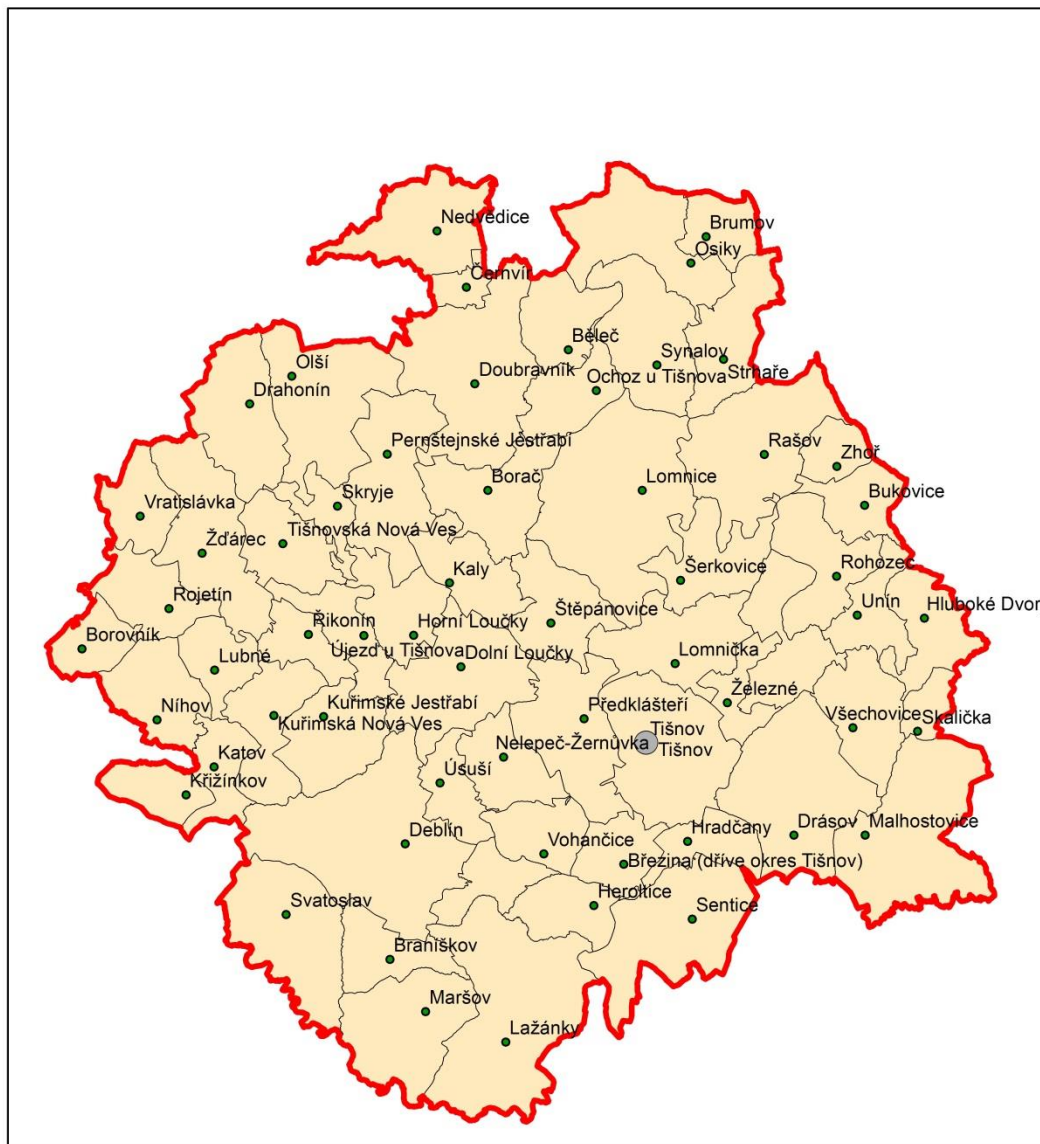 Nedvědice
Brumov
Osiky
Černvír
Běleč
Synalov
Strhaře
Olší
Doubravník
Ochoz u Tišnova
Drahonín
Pernštejnské Jestřabí
Rašov
Zhoř
Borač
Lomnice
Skryje
Bukovice
Vratislávka
Tišnovská Nová Ves
Žďárec
Kaly
Šerkovice
Rohozec
Rojetín
Štěpánovice
Unín
Hluboké Dvor
Řikonín
Horní Loučky
Borovník
Újezd u Tišnova
Dolní Loučky
Lubné
Lomnička
Železné
Níhov
Kuřimské Jestřabí
Kuřimská Nová Ves
Předklášteří
Všechovice
Skalička
Tišnov
Nelepeč-Žernůvka
Tišnov
Katov
Úsuší
Křižínkov
Deblín
Hradčany
Drásov
Malhostovice
Vohančice
Březina (dříve okres Tišnov)
Svatoslav
Heroltice
Sentice
Braníškov
Maršov
Lažánky